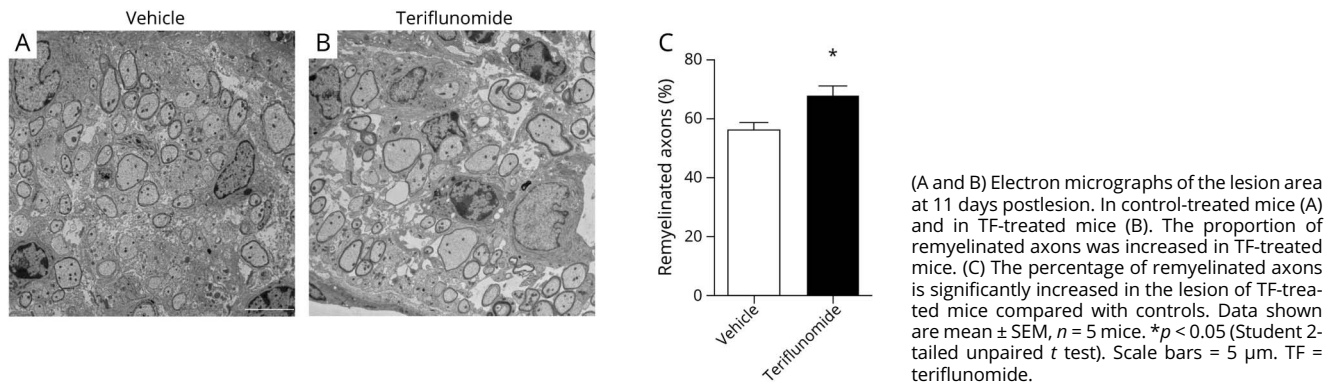 Vehicle
Teriflunomide
A
B
C
*
Remyelinated axons (%)
80
60
40
20
0
Vehicle
Teriflunomide
(A and B) Electron micrographs of the lesion area
at 11 days postlesion. In control-treated mice (A)
and in TF-treated mice (B). The proportion of
remyelinated axons was increased in TF-treated
mice. (C) The percentage of remyelinated axons
is significantly increased in the lesion of TF-trea-
ted mice compared with controls. Data shown
are mean ± SEM, n = 5 mice. *p < 0.05 (Student 2-
tailed unpaired t test). Scale bars = 5 μm. TF =
teriflunomide.